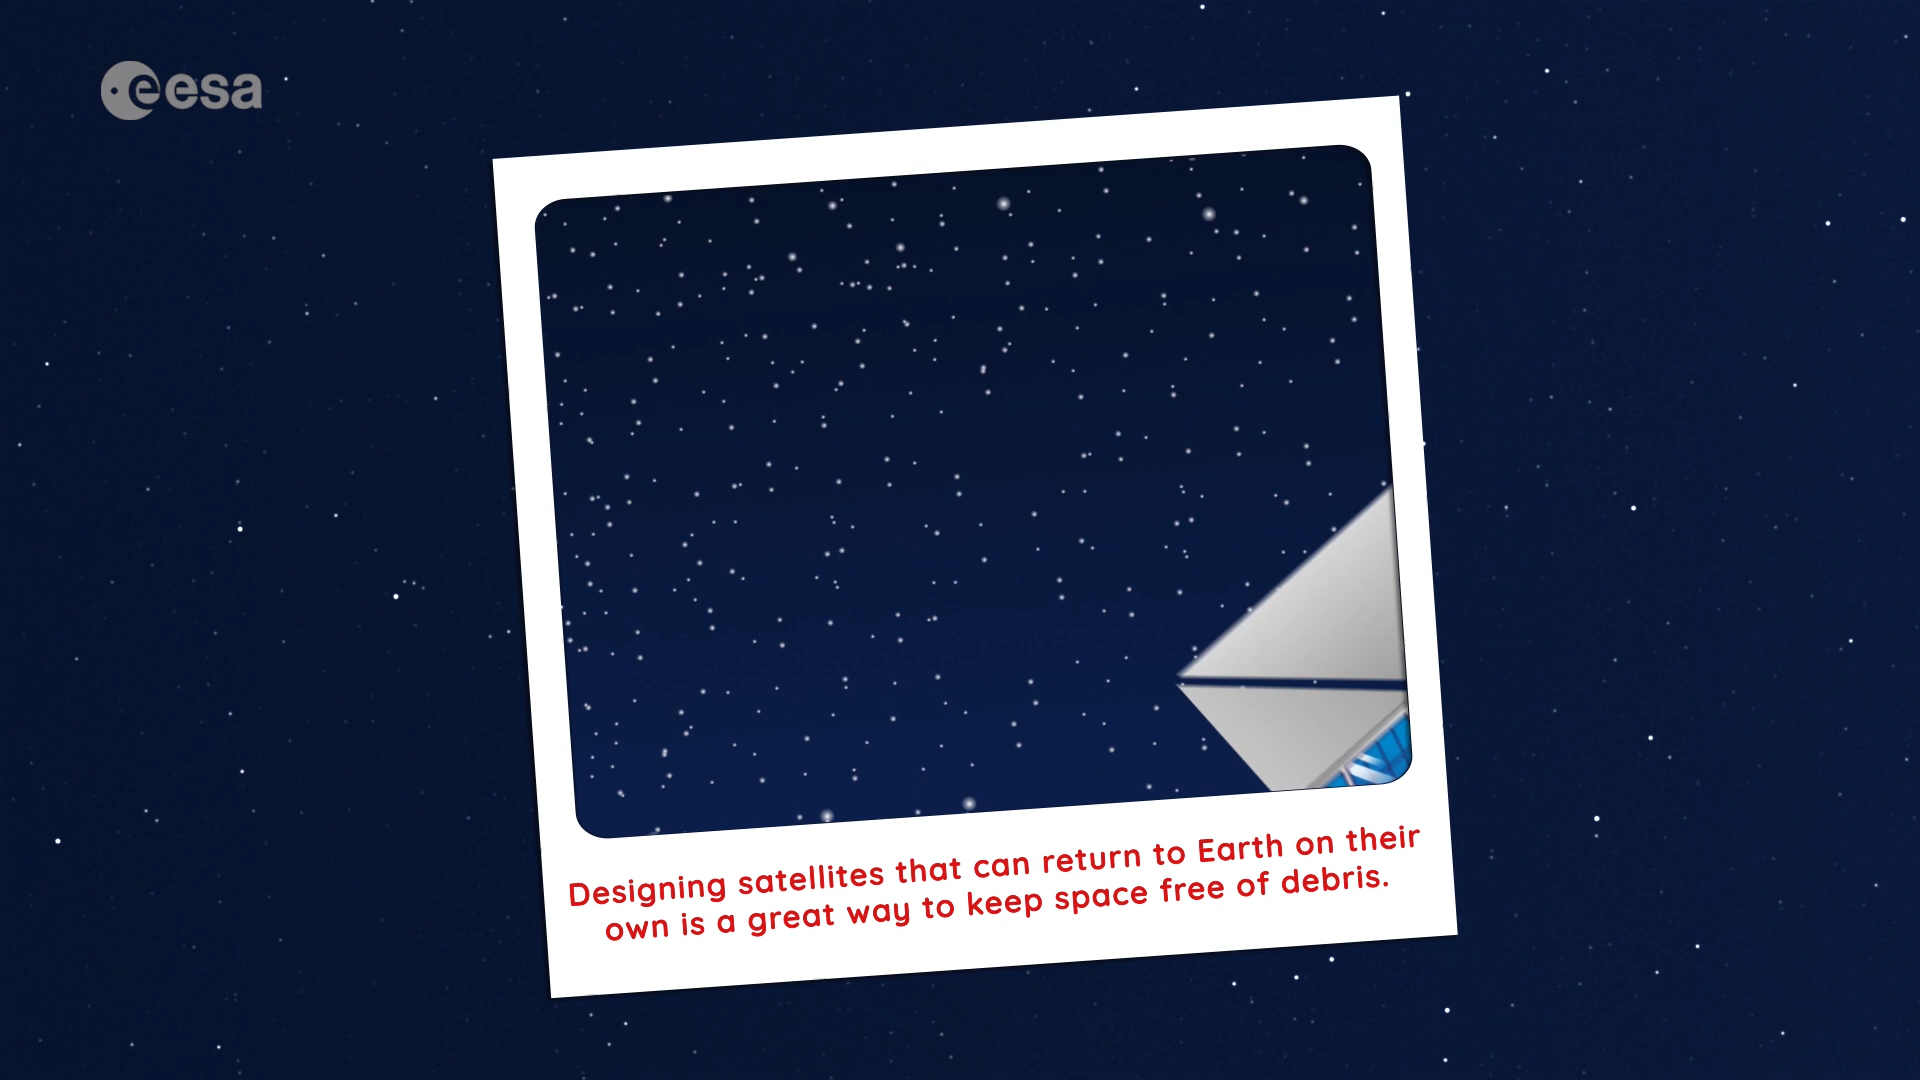 esa
Designing satellites that can return to Earth on their
own is a great way to keep space free of debris.